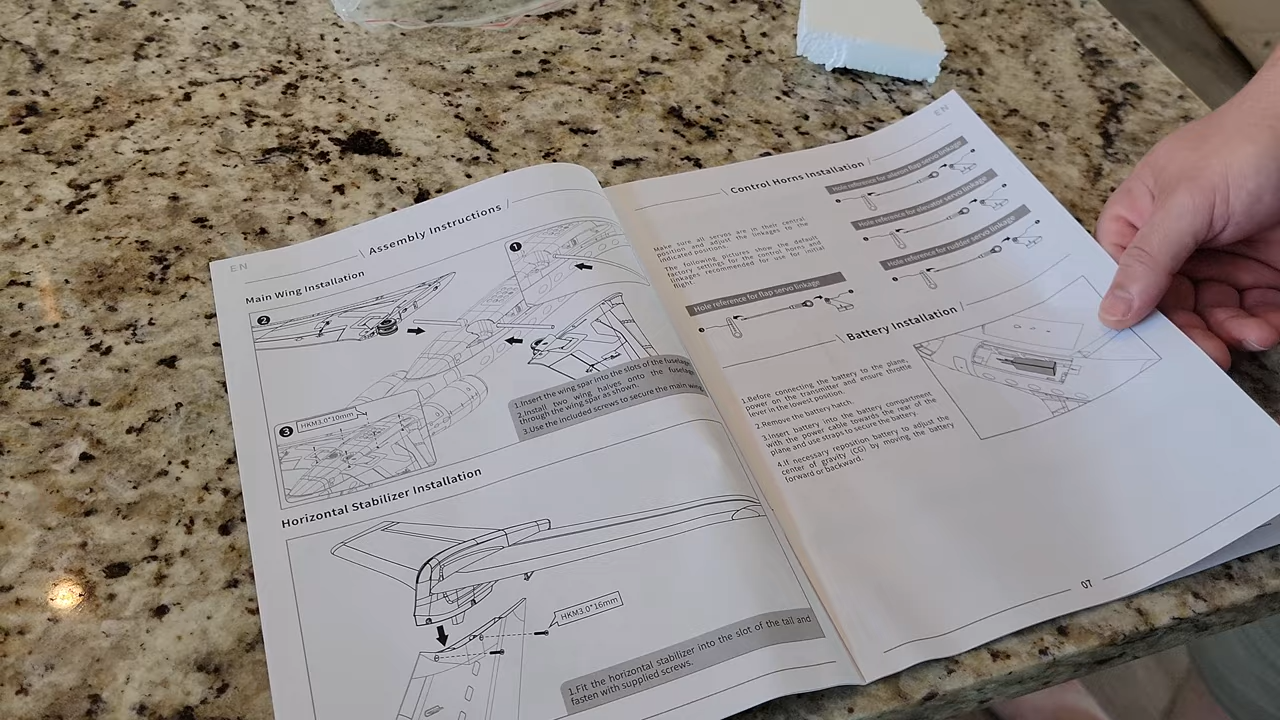 EN
Assembly Instructions
Main Wing Installation
1
2
3
HKM3.0*10mm
1.Insert the wing spar into the slots of the fuselage
2.Install two wing halves onto the fuselage
through the wing spar as shown.
3.Use the included screws to secure the main wing
Horizontal Stabilizer Installation
HKM3.0*16mm
1.Fit the horizontal stabilizer into the slot of the tail and
fasten with supplied screws.
EN
Control Horns Installation
Make sure all servos are in their central
position and adjust the linkages to the
indicated positions.
The following pictures show the default
factory settings for the control horns and
linkages recommended for use for initial
flight.
Hole reference for flap servo linkage
Hole reference for aileron flap servo linkage
Hole reference for elevator servo linkage
Hole reference for rudder servo linkage
Battery Installation
1.Before connecting the battery to the plane,
power on the transmitter and ensure throttle
lever in the lowest position.
2.Remove the battery hatch.
3.Insert battery into the battery compartment
with the power cable towards the rear of the
plane and use straps to secure the battery.
4.If necessary reposition battery to adjust the
center of gravity (CG) by moving the battery
forward or backward.
07